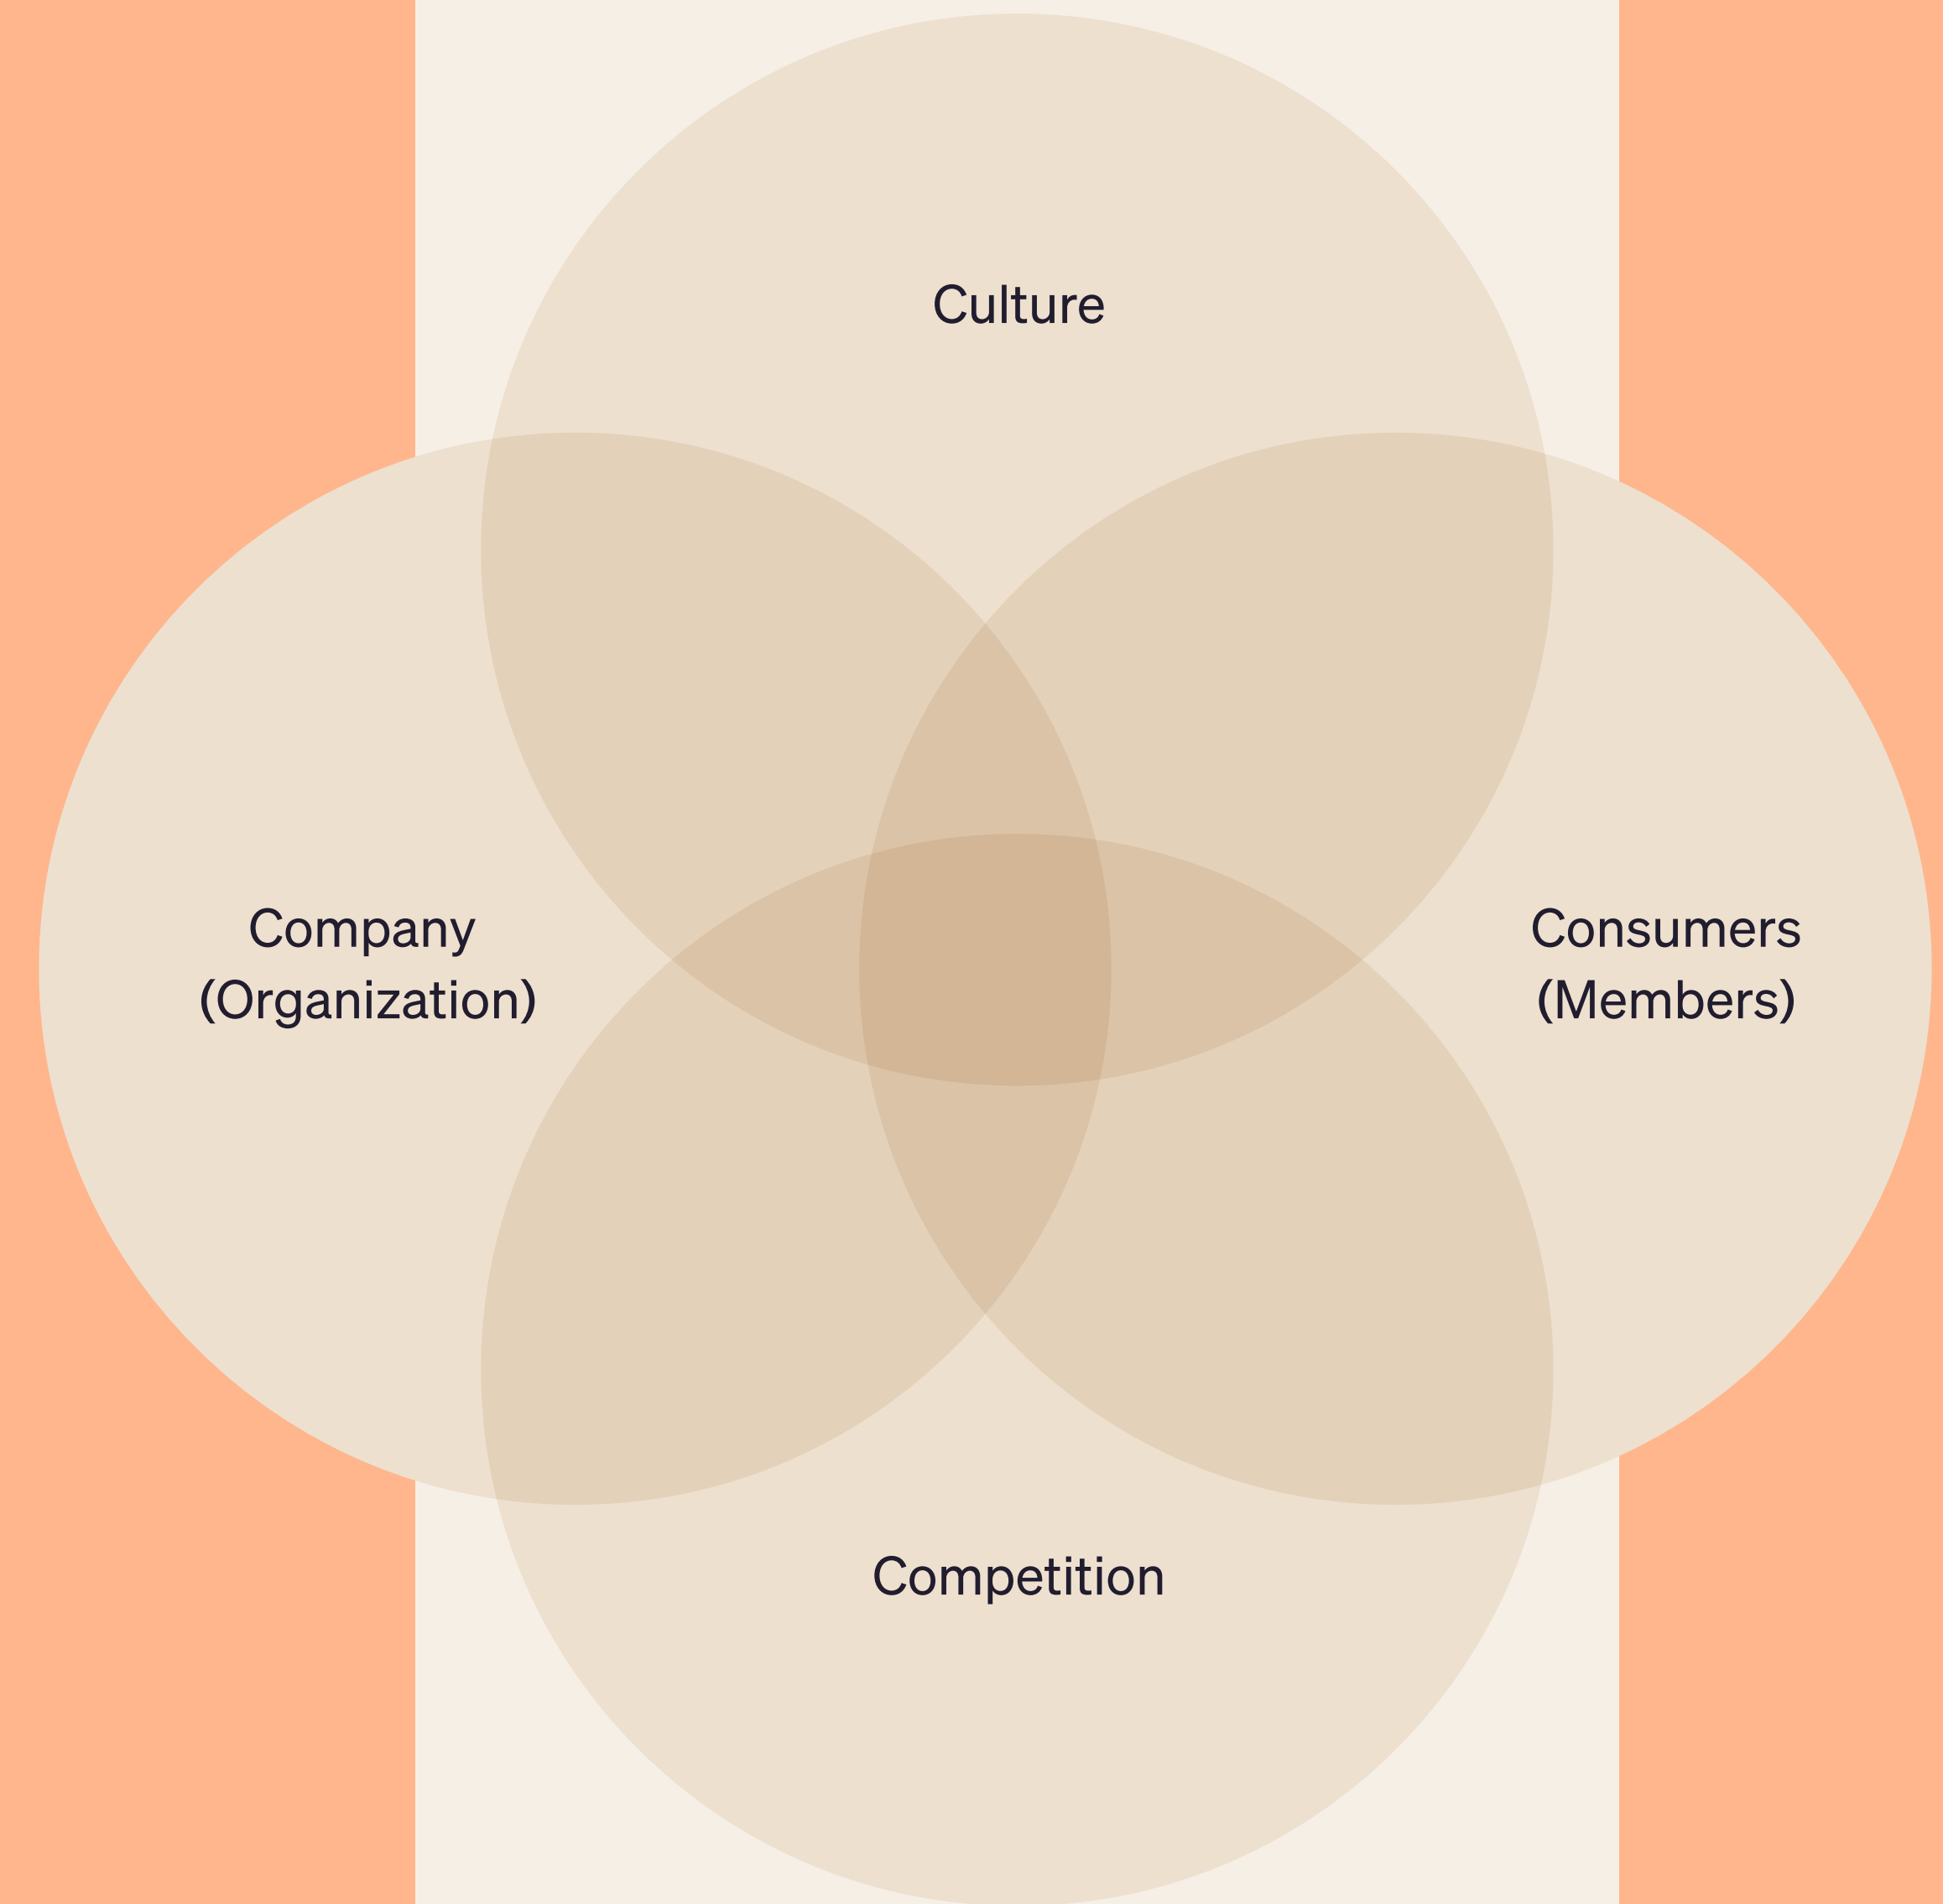 Culture
Company
(Organization)
Consumers
(Members)
Competition